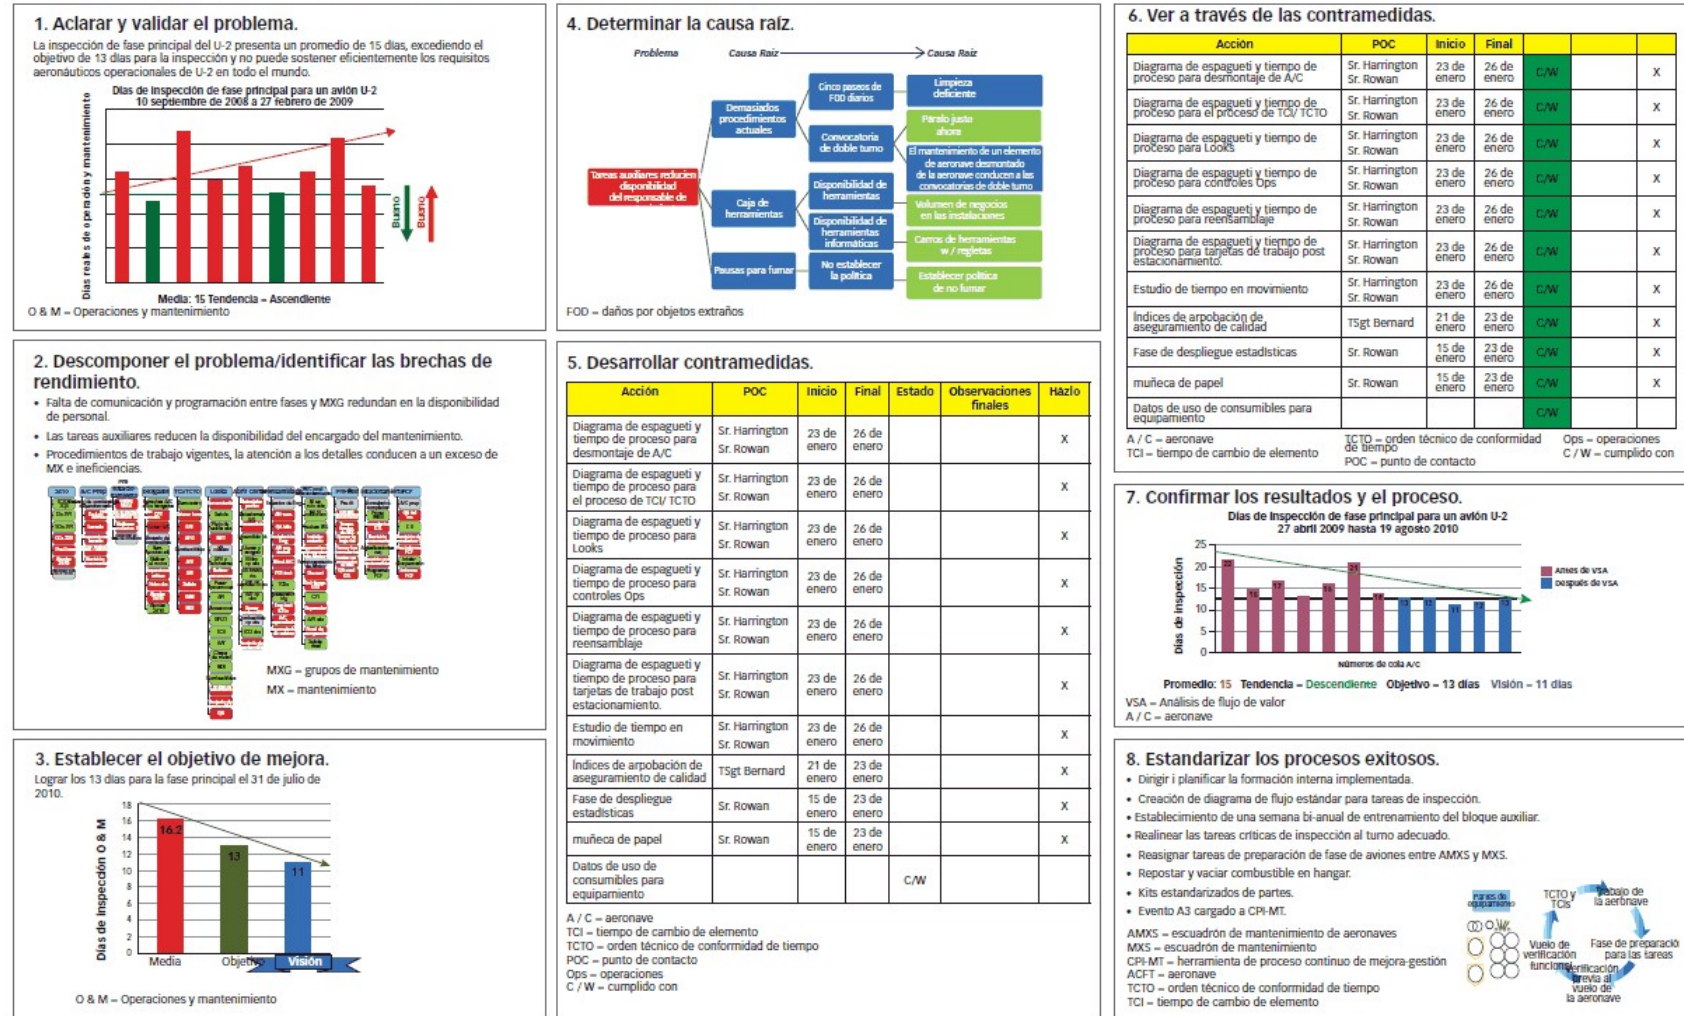 1. Aclarar y validar el problema.
La inspección de fase principal del U-2 presenta un promedio de 15 días, excediendo el
objetivo de 13 días para la inspección y no puede sostener eficientemente los requisitos
aeronáuticos operacionales de U-2 en todo el mundo.
Días de inspección de fase principal para un avión U-2
10 septiembre de 2008 a 27 febrero de 2009
Días reales de operación y mantenimiento
Bueno
Bueno
Media: 15 Tendencia = Ascendiente
O & M = Operaciones y mantenimiento
2. Descomponer el problema/identificar las brechas de
rendimiento.
• Falta de comunicación y programación entre fases y MXG redundan en la disponibilidad
de personal.
• Las tareas auxiliares reducen la disponibilidad del encargado del mantenimiento.
• Procedimientos de trabajo vigentes, la atención a los detalles conducen a un exceso de
MX e ineficiencias.
MXG = grupos de mantenimiento
MX = mantenimiento
3. Establecer el objetivo de mejora.
Lograr los 13 días para la fase principal el 31 de julio de
2010.
Días de inspección O & M
18
16
14
12
10
8
6
4
2
0
16.2
13
11
Media
Objetivo
Visión
O & M = Operaciones y mantenimiento
4. Determinar la causa raíz.
Problema
Causa Raíz
Causa Raíz
Tareas auxiliares reducien
disponibilidad
del responsable de
Demasiados
procedimientos
actuales
Caja de
herramientas
Pausas para fumar
Cinco paseos de
FOD diarios
Convocatoria
de doble turno
Disponibilidad de
herramientas
Disponibilidad de
herramientas
informáticas
No establecer
la política
Limpieza
deficiente
Páralo justo
ahora
El mantenimiento de un elemento
de aeronave desmontado
de la aeronave conducen a las
convocatorias de doble turno
Volumen de negocios
en las instalaciones
Carros de herramientas
w / regletas
Establecer política
de no fumar
FOD = daños por objetos extraños
5. Desarrollar contramedidas.
Acción POC Inicio Final Estado Observaciones finales Házlo
Diagrama de espagueti y
tiempo de proceso para
desmontaje de A/C
Sr. Harrington
Sr. Rowan
23 de enero 26 de enero X
Diagrama de espagueti y
tiempo de proceso para
el proceso de TCI/ TCTO
Sr. Harrington
Sr. Rowan
23 de enero 26 de enero X
Diagrama de espagueti y
tiempo de proceso para
Looks
Sr. Harrington
Sr. Rowan
23 de enero 26 de enero X
Diagrama de espagueti y
tiempo de proceso para
controles Ops
Sr. Harrington
Sr. Rowan
23 de enero 26 de enero X
Diagrama de espagueti y
tiempo de proceso para
reensamblaje
Sr. Harrington
Sr. Rowan
23 de enero 26 de enero X
Diagrama de espagueti y
tiempo de proceso para
tarjetas de trabajo post
estacionamiento.
Sr. Harrington
Sr. Rowan
23 de enero 26 de enero X
Estudio de tiempo en
movimiento
Sr. Harrington
Sr. Rowan
23 de enero 26 de enero X
Índices de arpobación de
aseguramiento de calidad
TSgt Bernard
21 de enero 23 de enero X
Fase de despliegue
estadísticas
Sr. Rowan
15 de enero 23 de enero X
muñeca de papel
Sr. Rowan
15 de enero 23 de enero X
Datos de uso de
consumibles para
equipamiento
C/W
A / C = aeronave
TCI = tiempo de cambio de elemento
TCTO = orden técnico de conformidad de tiempo
POC = punto de contacto
Ops = operaciones
C / W = cumplido con
6. Ver a través de las contramedidas.
Acción POC Inicio Final
Diagrama de espagueti y tiempo de
proceso para desmontaje de A/C
Sr. Harrington
Sr. Rowan
23 de enero 26 de enero C/W X
Diagrama de espagueti y tiempo de
proceso para el proceso de TCI/ TCTO
Sr. Harrington
Sr. Rowan
23 de enero 26 de enero C/W X
Diagrama de espagueti y tiempo de
proceso para Looks
Sr. Harrington
Sr. Rowan
23 de enero 26 de enero C/W X
Diagrama de espagueti y tiempo de
proceso para controles Ops
Sr. Harrington
Sr. Rowan
23 de enero 26 de enero C/W X
Diagrama de espagueti y tiempo de
proceso para reensamblaje
Sr. Harrington
Sr. Rowan
23 de enero 26 de enero C/W X
Diagrama de espagueti y tiempo de
proceso para tarjetas de trabajo post
estacionamiento.
Sr. Harrington
Sr. Rowan
23 de enero 26 de enero C/W X
Estudio de tiempo en movimiento
Sr. Harrington
Sr. Rowan
23 de enero 26 de enero C/W X
Índices de arpobación de
aseguramiento de calidad
TSgt Bernard
21 de enero 23 de enero C/W X
Fase de despliegue estadísticas
Sr. Rowan
15 de enero 23 de enero C/W X
muñeca de papel
Sr. Rowan
15 de enero 23 de enero C/W X
Datos de uso de consumibles para
equipamiento
C/W
A / C = aeronave
TCI = tiempo de cambio de elemento
TCTO = orden técnico de conformidad
de tiempo
POC = punto de contacto
Ops = operaciones
C / W = cumplido con
7. Confirmar los resultados y el proceso.
Días de inspección de fase principal para un avión U-2
27 abril 2009 hasta 19 agosto 2010
Días de inspección
25
20
15
10
5
0
22 15 17 16 21 14 13 13 11 12 13
Antes de VSA
Después de VSA
Números de cola A/C
Promedio: 15 Tendencia = Descendiente Objetivo = 13 días Visión = 11 días
VSA = Análisis de flujo de valor
A / C = aeronave
8. Estandarizar los procesos exitosos.
• Dirigir i planificar la formación interna implementada.
• Creación de diagrama de flujo estándar para tareas de inspección.
• Establecimiento de una semana bi-anual de entrenamiento del bloque auxiliar.
• Realinear las tareas críticas de inspección al turno adecuado.
• Reasignar tareas de preparación de fase de aviones entre AMXS y MXS.
• Repostar y vaciar combustible en hangar.
• Kits estandarizados de partes.
• Evento A3 cargado a CPI-MT.
AMXS = escuadrón de mantenimiento de aeronaves
MXS = escuadrón de mantenimiento
CPI-MT = herramienta de proceso continuo de mejora-gestión
ACFT = aeronave
TCTO = orden técnico de conformidad de tiempo
TCI = tiempo de cambio de elemento
Partes de
equipamiento
TCTO y
TCIs
Trabajo de
la aeronave
Fase de preparació
para las tareas
Verificación
previa al
vuelo de
la aeronave
Vuelo de
verificación
funcional